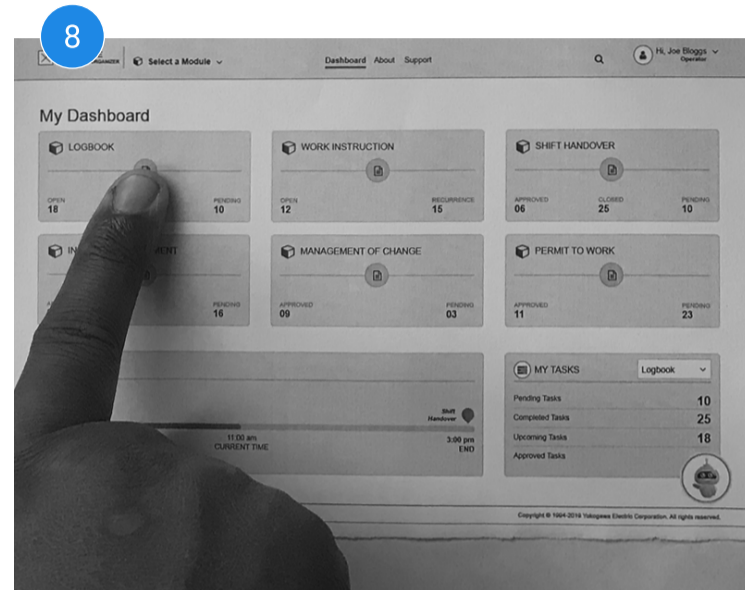 8
ORGANIZER Select a Module Dashboard About Support Hi, Joe Bloggs
Operator
My Dashboard
LOGBOOK WORK INSTRUCTION SHIFT HANDOVER
OPEN PENDING OPEN RECURRENCE APPROVED CLOSED PENDING
18 10 12 15 06 25 10
MANAGEMENT OF CHANGE PERMIT TO WORK
PENDING APPROVED PENDING APPROVED PENDING
16 09 03 11 23
MY TASKS Logbook
Pending Tasks 10
Completed Tasks 25
Upcoming Tasks 18
Approved Tasks
Shift
Handover
11:00 am 3:00 pm
CURRENT TIME END
Copyright © 1994-2019 Yokogawa Electric Corporation. All rights reserved.